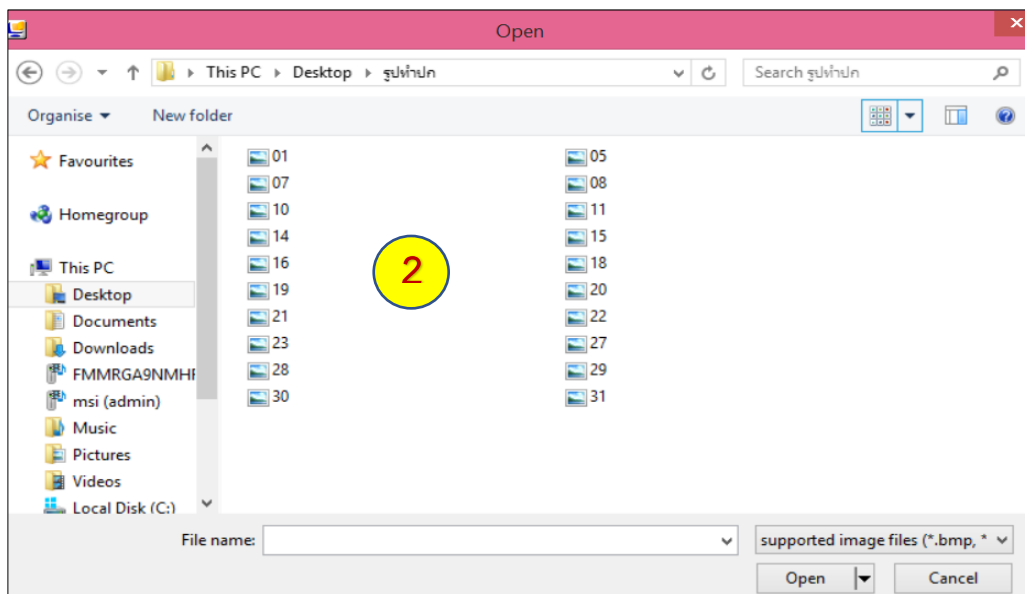 Open
This PC Desktop รูปทำปก
Search รูปทำปก
Organise New folder
Favourites
Homegroup
This PC
Desktop
Documents
Downloads
FMMRGA9NMHF
msi (admin)
Music
Pictures
Videos
Local Disk (C:)
01 05
07 08
10 11
14 15
16 18
19 20
21 22
23 27
28 29
30 31
2
File name:
supported image files (*.bmp, *
Open Cancel